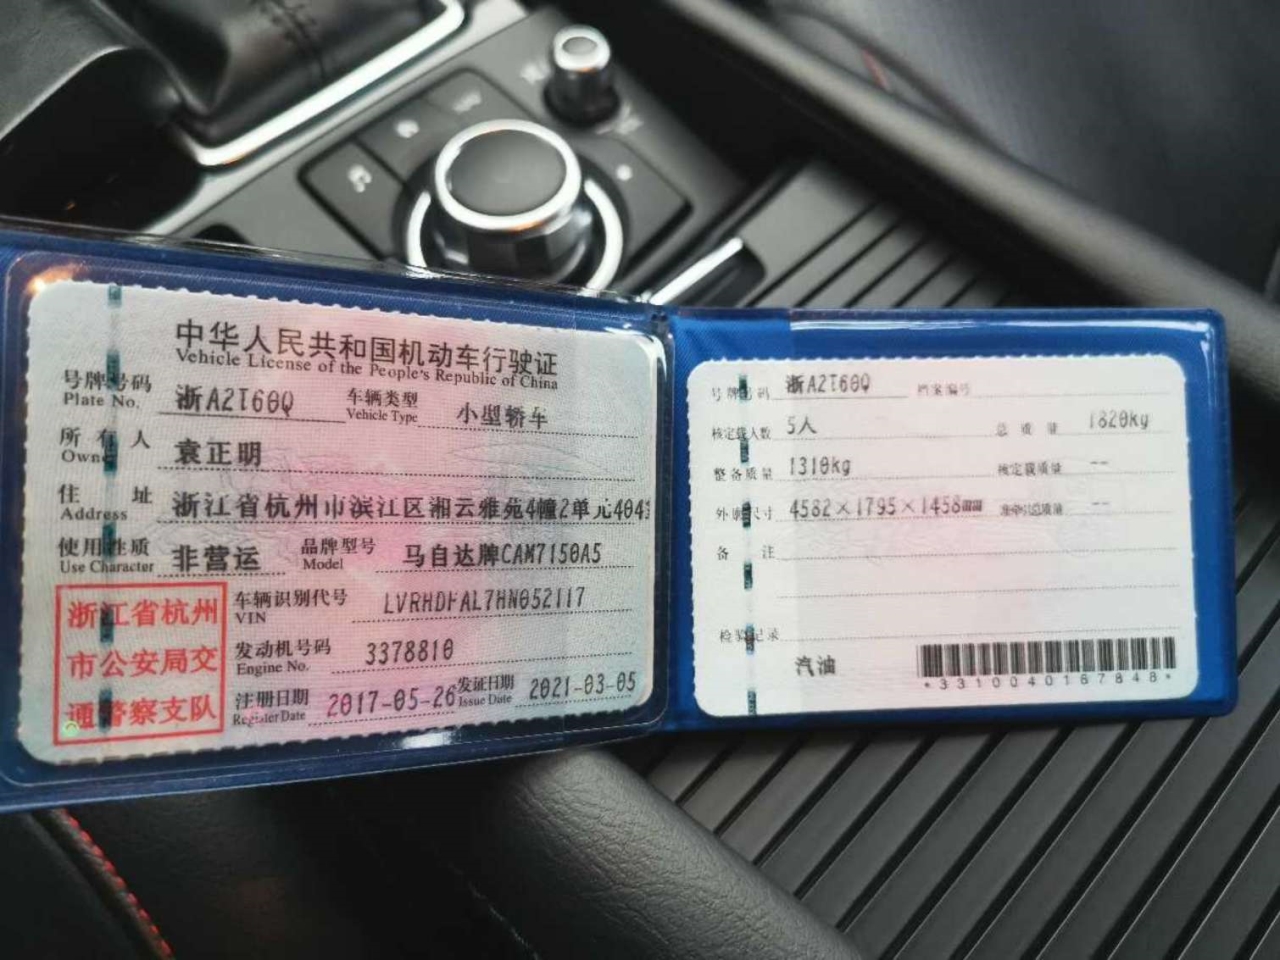 中华人民共和国机动车行驶证
Vehicle License of the People's Republic of China
号牌号码 浙A2T60Q 车辆类型 小型轿车
Plate No. Vehicle Type
所有人 袁正明
Owner
住址 浙江省杭州市滨江区湘云雅苑4幢2单元404
Address
使用性质 非营运 品牌型号 马自达牌CAM7150A5
Use Character Model
浙江省杭州
市公安局交
通警察支队
车辆识别代号 LVRHDFAL7HN052117
VIN
发动机号码 3378810
Engine No.
注册日期 2017-05-26 发证日期 2021-03-05
Register Date Issue Date
号牌号码 浙A2T60Q 档案编号
核定载人数 5人 总质量 1820kg
整备质量 1310kg 核定载质量 --
外廓尺寸 4582×1795×1458mm 准牵引总质量 --
备注
检验记录
汽油
*3310040167848*